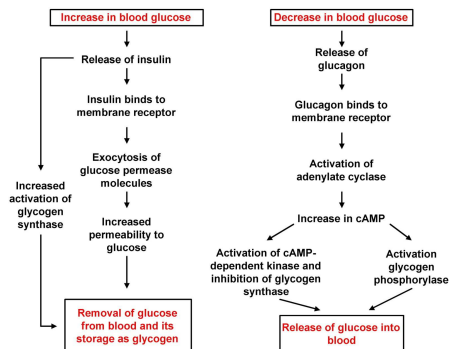 Increase in blood glucose
Release of insulin
Insulin binds to
membrane receptor
Exocytosis of
glucose permease
molecules
Increased
activation of
glycogen
synthase
Increased
permeability to
glucose
Removal of glucose
from blood and its
storage as glycogen
Decrease in blood glucose
Release of
glucagon
Glucagon binds to
membrane receptor
Activation of
adenylate cyclase
Increase in cAMP
Activation of cAMP-
dependent kinase and
inhibition of glycogen
synthase
Activation
glycogen
phosphorylase
Release of glucose into
blood